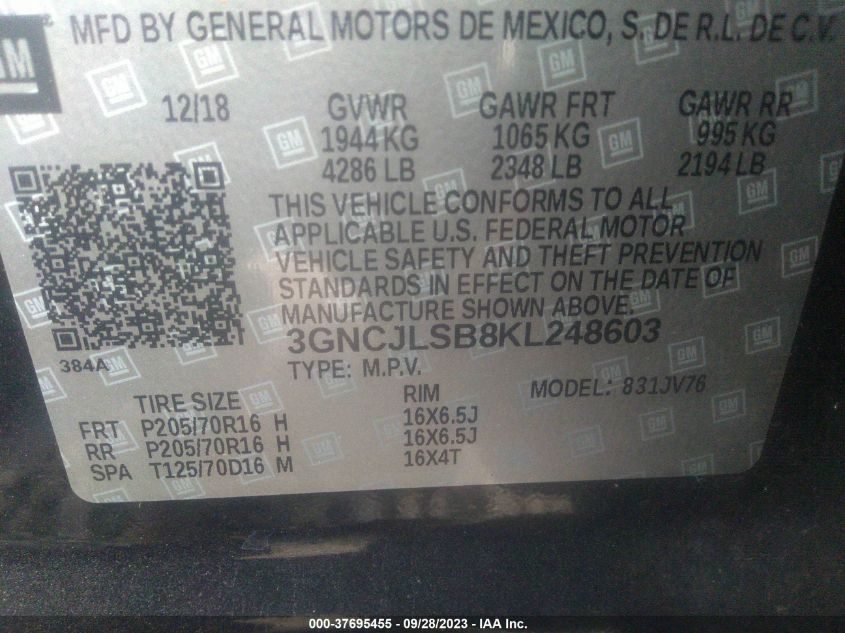 GM
MFD BY GENERAL MOTORS DE MEXICO, S. DE R.L. DE C.V.
12/18 GVWR GAWR FRT GAWR RR
1944 KG 1065 KG 995 KG
4286 LB 2348 LB 2194 LB
THIS VEHICLE CONFORMS TO ALL
APPLICABLE U.S. FEDERAL MOTOR
VEHICLE SAFETY AND THEFT PREVENTION
STANDARDS IN EFFECT ON THE DATE OF
MANUFACTURE SHOWN ABOVE.
3GNCJLSB8KL248603
384A
TYPE: M.P.V.
MODEL: 831JV76
TIRE SIZE RIM
FRT P205/70R16 H 16X6.5J
RR P205/70R16 H 16X6.5J
SPA T125/70D16 M 16X4T
000-37695455 - 09/28/2023 - IAA Inc.